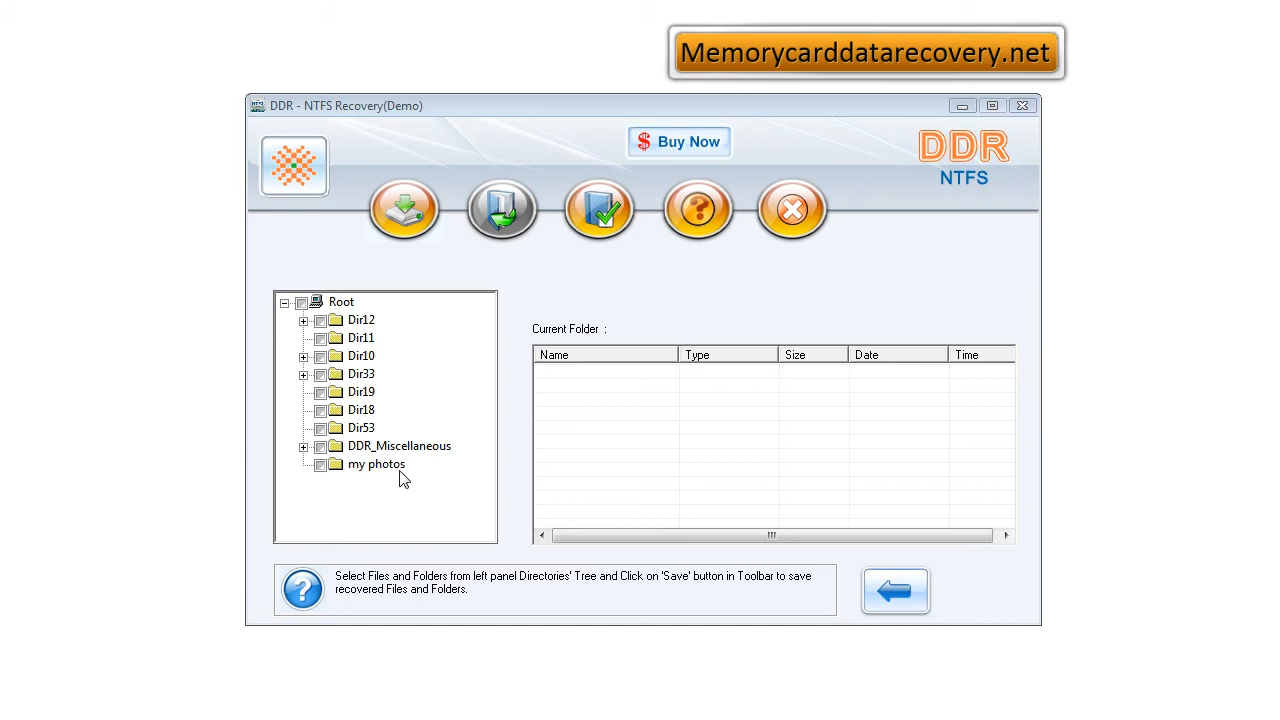 Memorycarddatarecovery.net
DDR - NTFS Recovery(Demo)
$ Buy Now
DDR
NTFS
Root
Dir12
Dir11
Dir10
Dir33
Dir19
Dir18
Dir53
DDR_Miscellaneous
my photos
Current Folder :
Name Type Size Date Time
Select Files and Folders from left panel Directories' Tree and Click on 'Save' button in Toolbar to save
recovered Files and Folders.